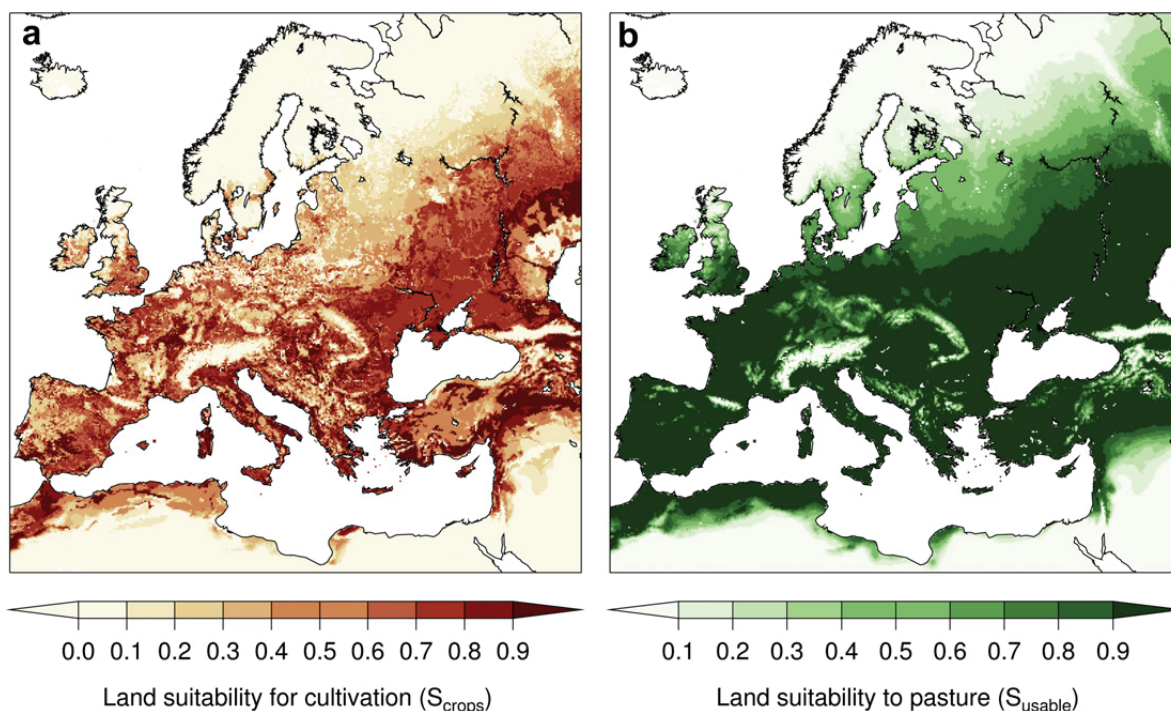 a
b
0.0 0.1 0.2 0.3 0.4 0.5 0.6 0.7 0.8 0.9
0.1 0.2 0.3 0.4 0.5 0.6 0.7 0.8 0.9
Land suitability for cultivation (S_crops)
Land suitability to pasture (S_usable)